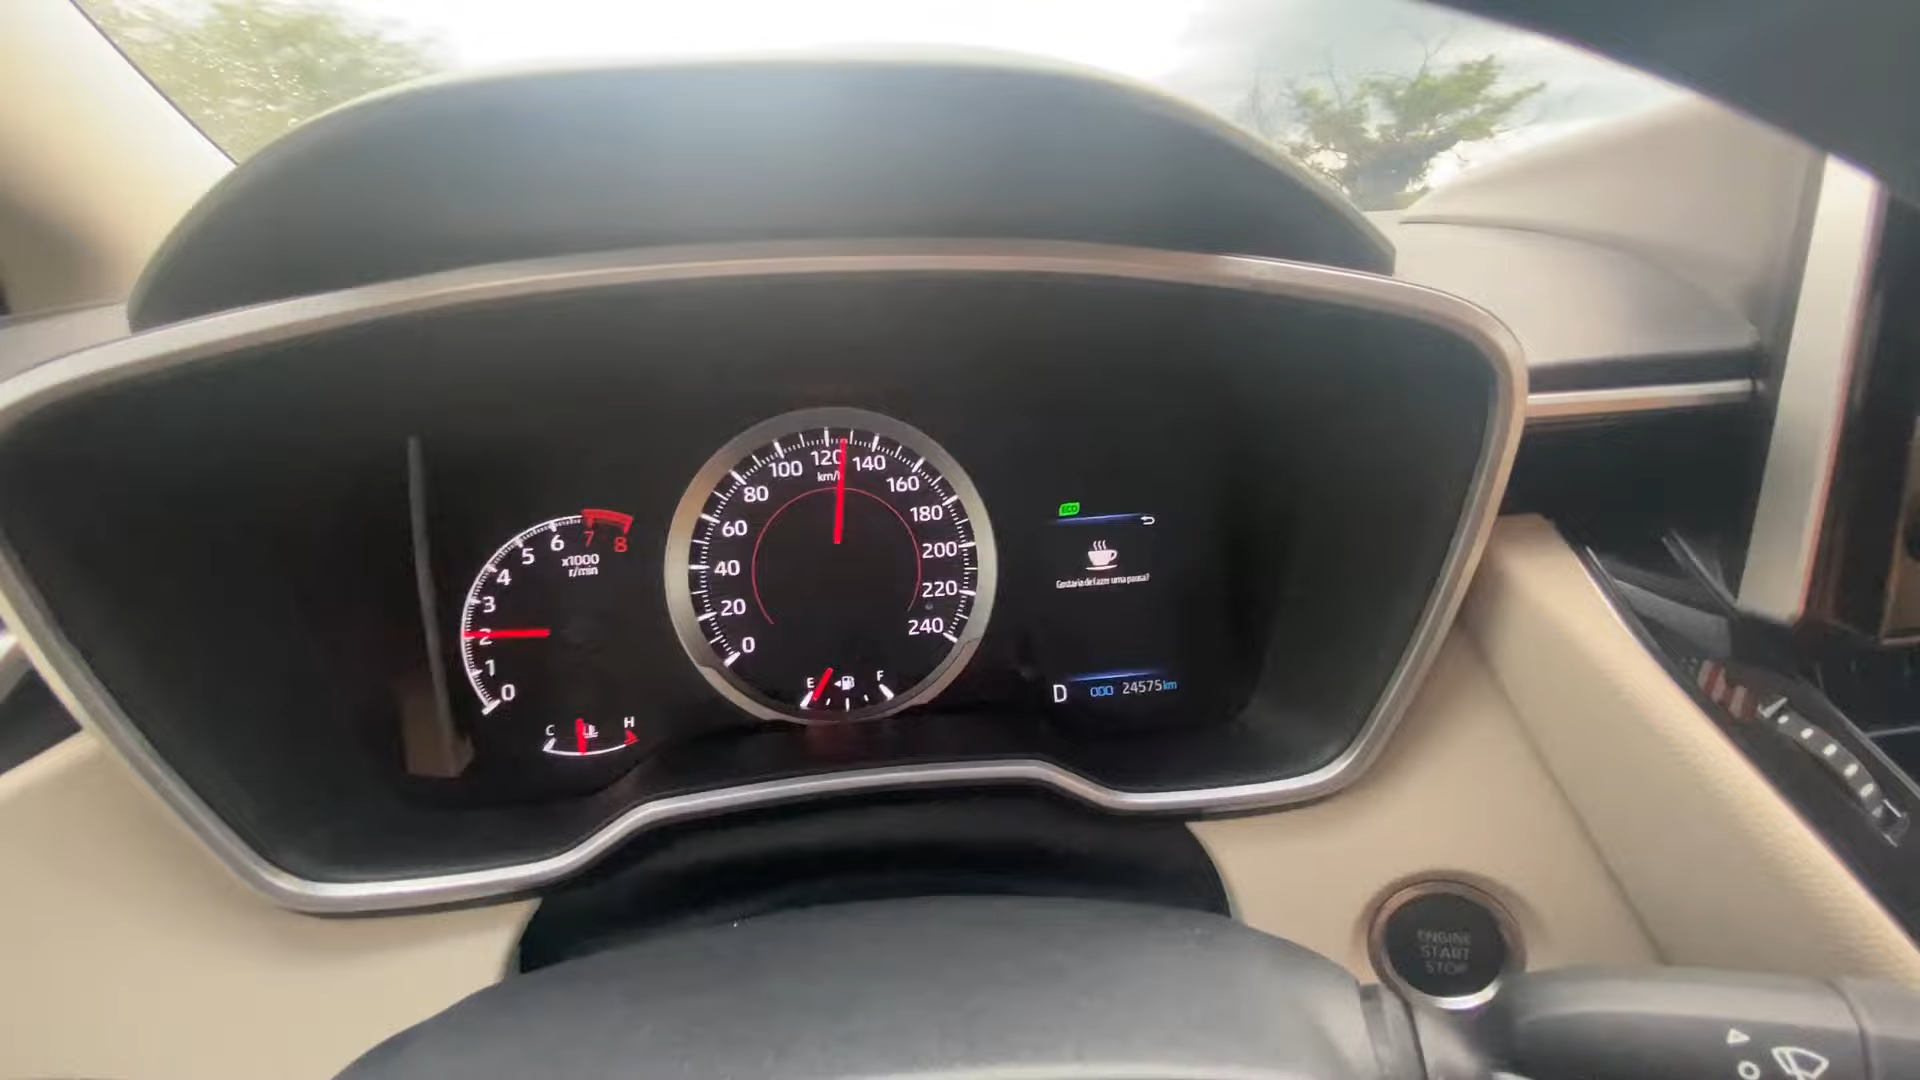 0
1
2
3
4
5
6
7
8
x1000
r/min
C
H
0
20
40
60
80
100
120
140
160
180
200
220
240
km/h
E
F
ECO
Gostaria de fazer uma pausa?
D
ODO 24575 km
ENGINE
START
STOP